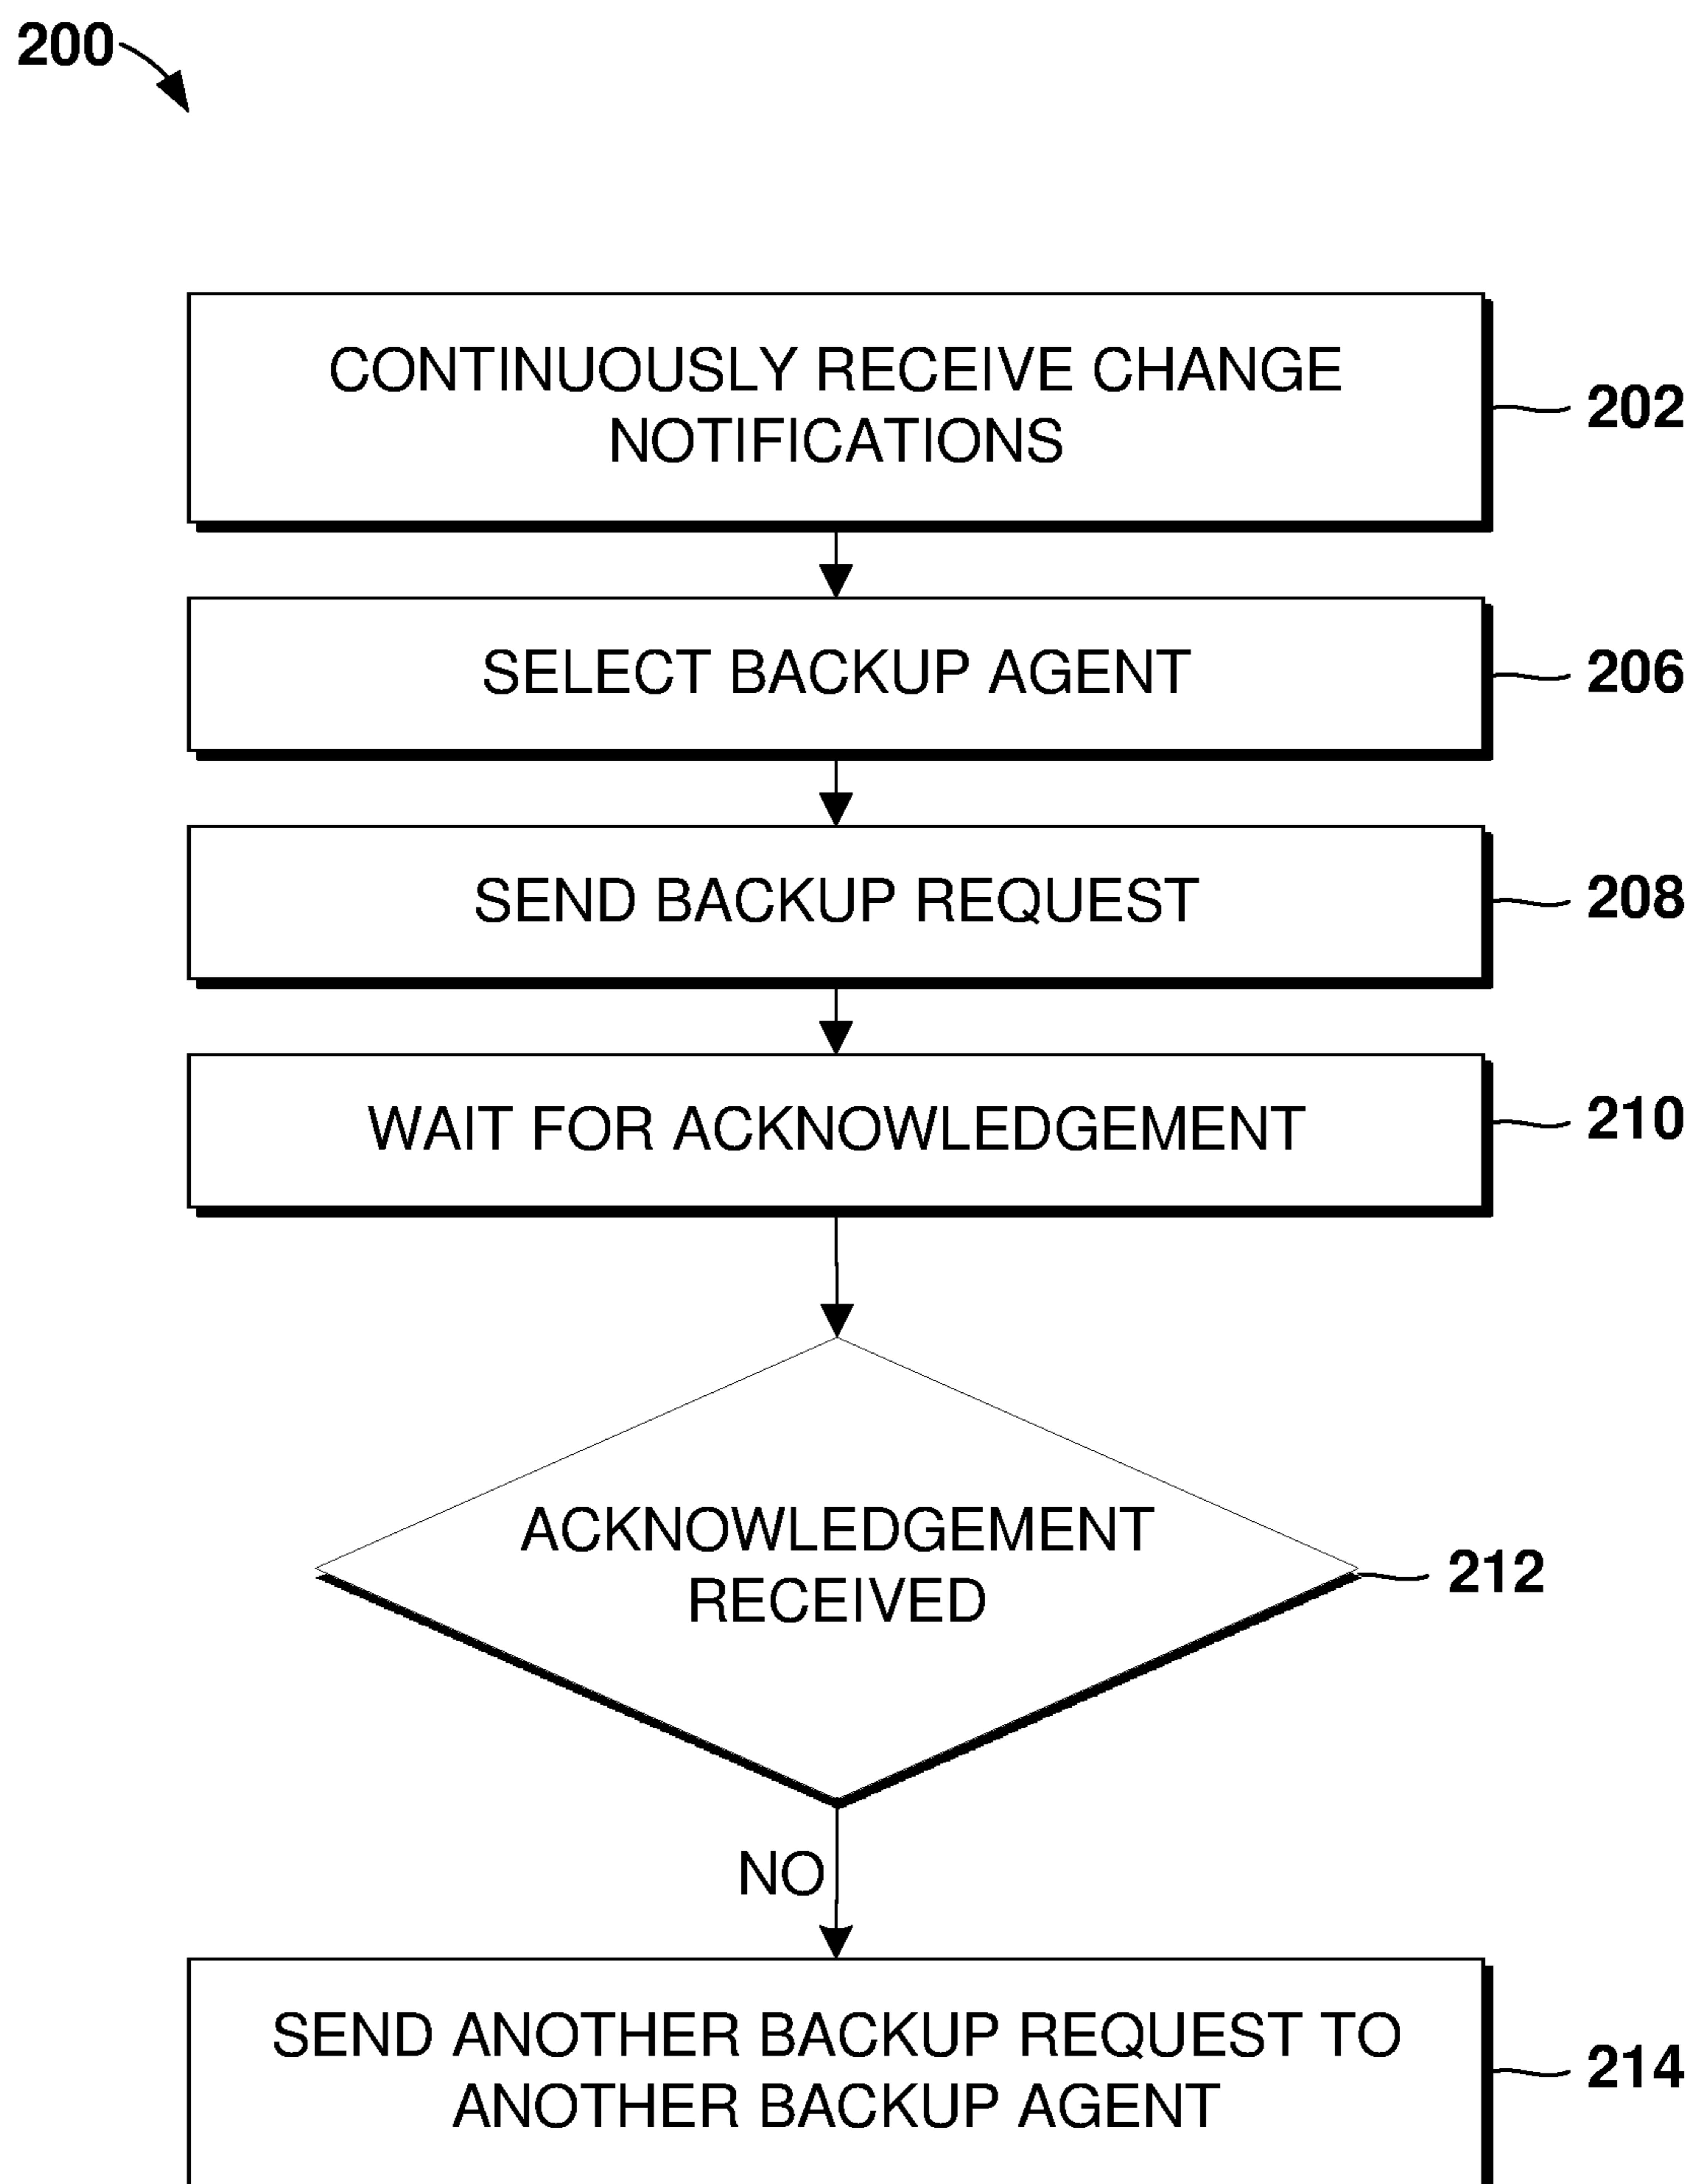 200
CONTINUOUSLY RECEIVE CHANGE
NOTIFICATIONS
202
SELECT BACKUP AGENT
206
SEND BACKUP REQUEST
208
WAIT FOR ACKNOWLEDGEMENT
210
ACKNOWLEDGEMENT
RECEIVED
212
NO
SEND ANOTHER BACKUP REQUEST TO
ANOTHER BACKUP AGENT
214